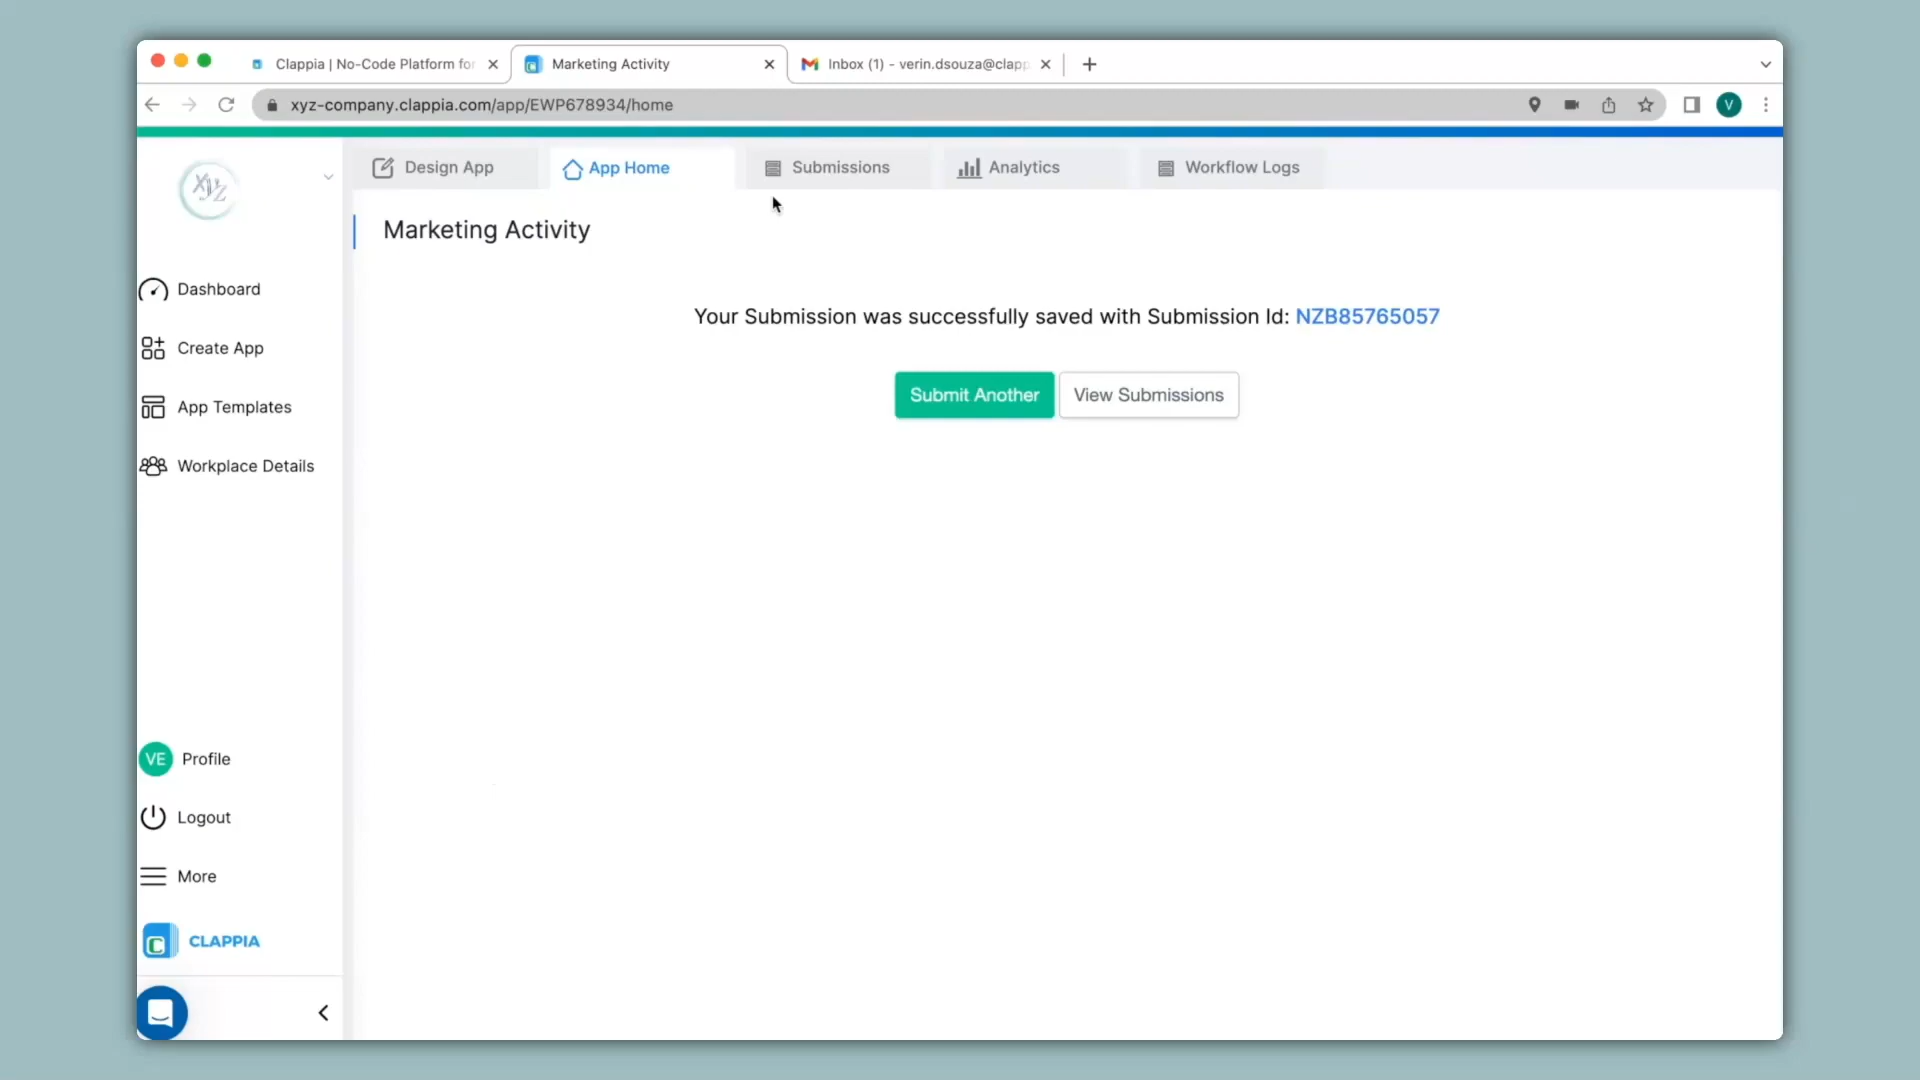 Clappia | No-Code Platform for
Marketing Activity
Inbox (1) - verin.dsouza@clapp
xyz-company.clappia.com/app/EWP678934/home
V
xyz
Design App
App Home
Submissions
Analytics
Workflow Logs
Marketing Activity
Dashboard
Create App
App Templates
Workplace Details
Your Submission was successfully saved with Submission Id: NZB85765057
Submit Another
View Submissions
VE Profile
Logout
More
CLAPPIA